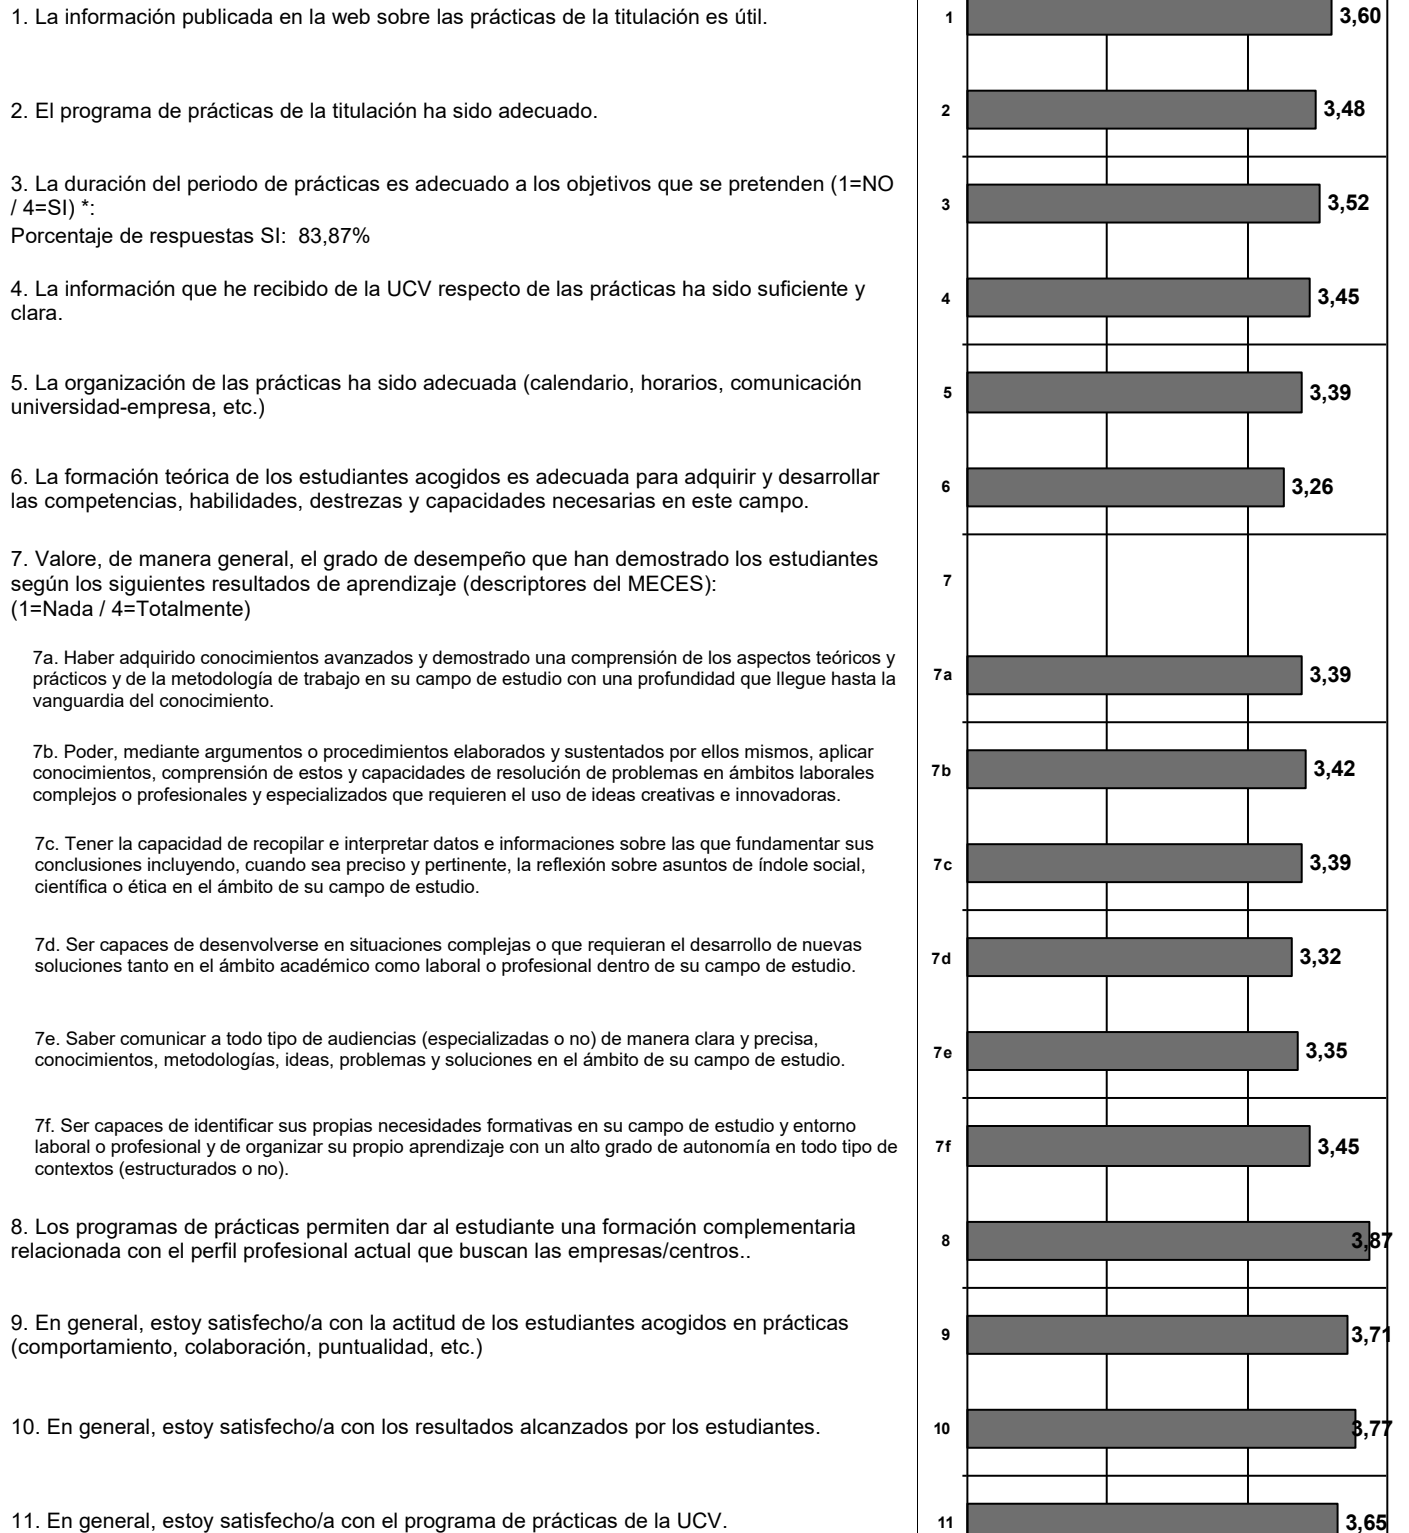 1. La información publicada en la web sobre las prácticas de la titulación es útil.
1
3,60
2. El programa de prácticas de la titulación ha sido adecuado.
2
3,48
3. La duración del periodo de prácticas es adecuado a los objetivos que se pretenden (1=NO
/ 4=SI) *:
Porcentaje de respuestas SI: 83,87%
3
3,52
4. La información que he recibido de la UCV respecto de las prácticas ha sido suficiente y
clara.
4
3,45
5. La organización de las prácticas ha sido adecuada (calendario, horarios, comunicación
universidad-empresa, etc.)
5
3,39
6. La formación teórica de los estudiantes acogidos es adecuada para adquirir y desarrollar
las competencias, habilidades, destrezas y capacidades necesarias en este campo.
6
3,26
7. Valore, de manera general, el grado de desempeño que han demostrado los estudiantes
según los siguientes resultados de aprendizaje (descriptores del MECES):
(1=Nada / 4=Totalmente)
7
7a. Haber adquirido conocimientos avanzados y demostrado una comprensión de los aspectos teóricos y
prácticos y de la metodología de trabajo en su campo de estudio con una profundidad que llegue hasta la
vanguardia del conocimiento.
7a
3,39
7b. Poder, mediante argumentos o procedimientos elaborados y sustentados por ellos mismos, aplicar
conocimientos, comprensión de estos y capacidades de resolución de problemas en ámbitos laborales
complejos o profesionales y especializados que requieren el uso de ideas creativas e innovadoras.
7b
3,42
7c. Tener la capacidad de recopilar e interpretar datos e informaciones sobre las que fundamentar sus
conclusiones incluyendo, cuando sea preciso y pertinente, la reflexión sobre asuntos de índole social,
científica o ética en el ámbito de su campo de estudio.
7c
3,39
7d. Ser capaces de desenvolverse en situaciones complejas o que requieran el desarrollo de nuevas
soluciones tanto en el ámbito académico como laboral o profesional dentro de su campo de estudio.
7d
3,32
7e. Saber comunicar a todo tipo de audiencias (especializadas o no) de manera clara y precisa,
conocimientos, metodologías, ideas, problemas y soluciones en el ámbito de su campo de estudio.
7e
3,35
7f. Ser capaces de identificar sus propias necesidades formativas en su campo de estudio y entorno
laboral o profesional y de organizar su propio aprendizaje con un alto grado de autonomía en todo tipo de
contextos (estructurados o no).
7f
3,45
8. Los programas de prácticas permiten dar al estudiante una formación complementaria
relacionada con el perfil profesional actual que buscan las empresas/centros..
8
3,87
9. En general, estoy satisfecho/a con la actitud de los estudiantes acogidos en prácticas
(comportamiento, colaboración, puntualidad, etc.)
9
3,71
10. En general, estoy satisfecho/a con los resultados alcanzados por los estudiantes.
10
3,77
11. En general, estoy satisfecho/a con el programa de prácticas de la UCV.
11
3,65